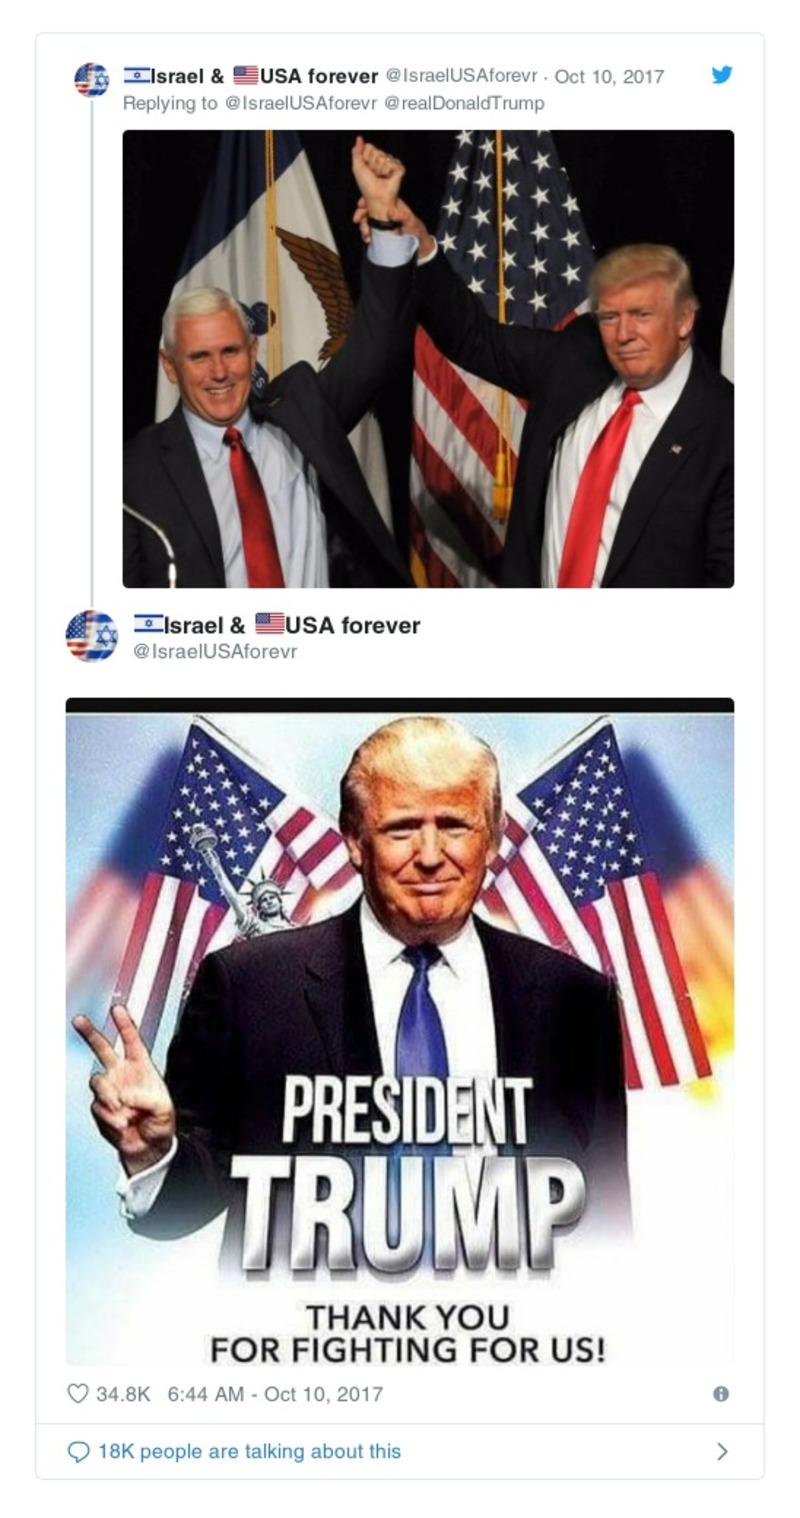 🇮🇱Israel & 🇺🇸USA forever @IsraelUSAforevr · Oct 10, 2017
Replying to @IsraelUSAforevr @realDonaldTrump
🇮🇱Israel & 🇺🇸USA forever
@IsraelUSAforevr
PRESIDENT
TRUMP
THANK YOU
FOR FIGHTING FOR US!
34.8K 6:44 AM - Oct 10, 2017
18K people are talking about this